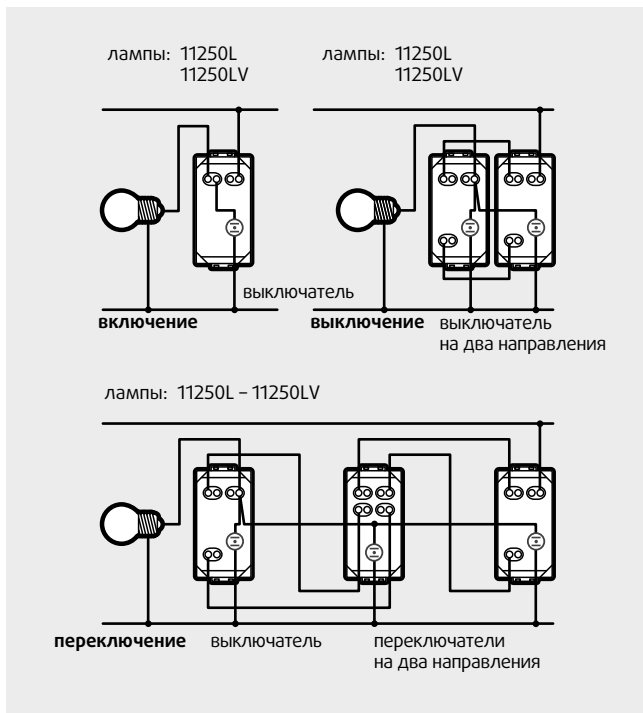 лампы: 11250L
11250LV
лампы: 11250L
11250LV
выключатель
включение
выключение
выключатель
на два направления
лампы: 11250L – 11250LV
переключение
выключатель
переключатели
на два направления